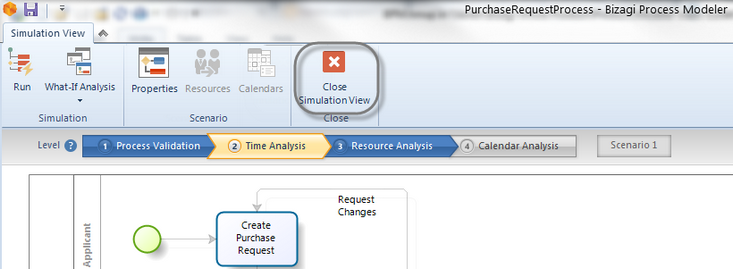 PurchaseRequestProcess - Bizagi Process Modeler
Simulation View
Run
What-If Analysis
Properties
Resources
Calendars
Close
Simulation View
Simulation
Scenario
Close
Level ?
1 Process Validation
2 Time Analysis
3 Resource Analysis
4 Calendar Analysis
Scenario 1
Request
Changes
Create
Purchase
Request
Applicant